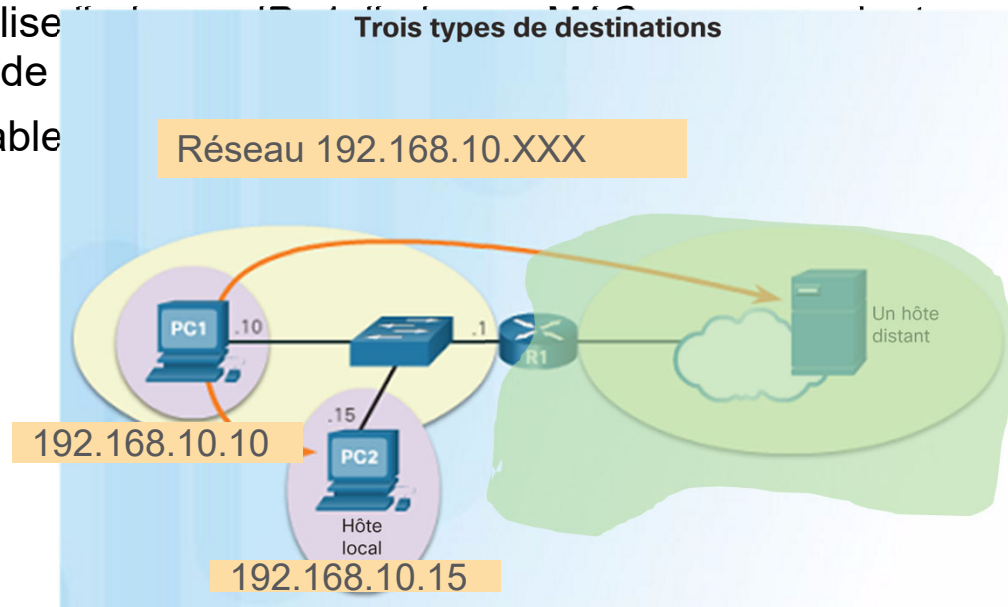 lise
Trois types de destinations
de
able
Réseau 192.168.10.XXX
PC1
.10
.1
R1
Un hôte
distant
.15
192.168.10.10
PC2
Hôte
local
192.168.10.15